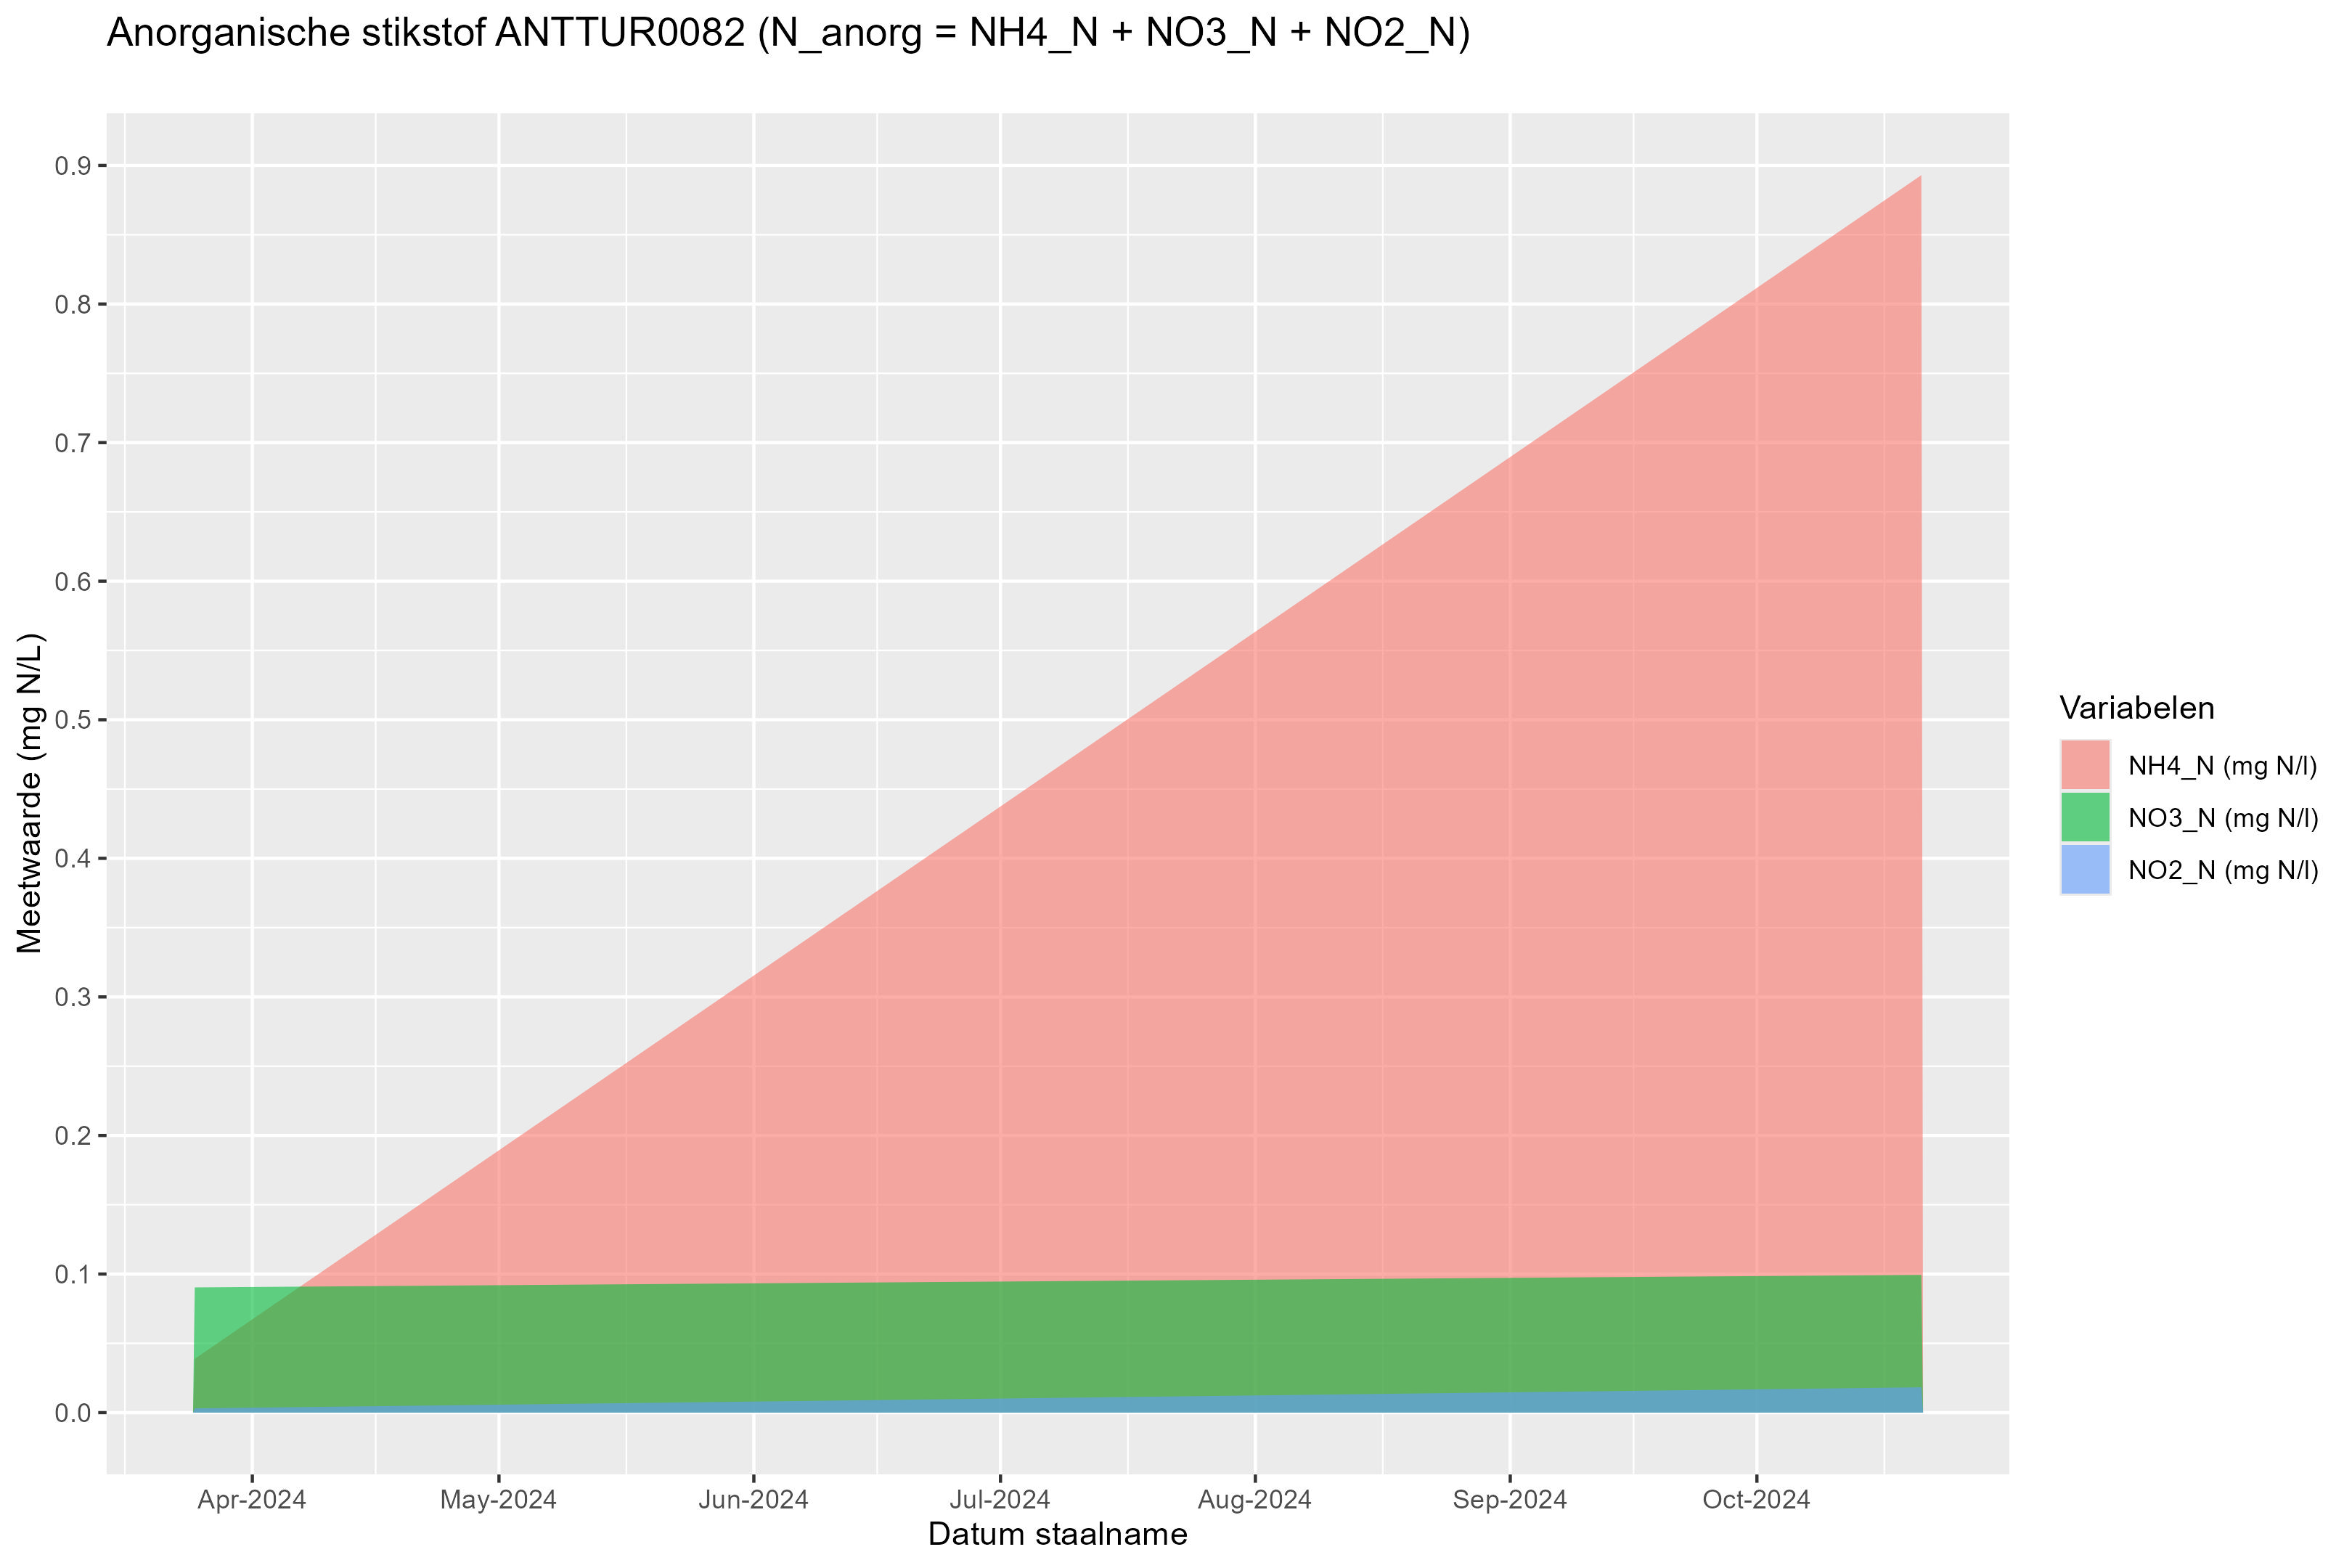 Anorganische stikstof ANTTUR0082 (N_anorg = NH4_N + NO3_N + NO2_N)
0.9
0.8
0.7
0.6
0.5
0.4
0.3
0.2
0.1
0.0
Meetwaarde (mg N/L)
Apr-2024
May-2024
Jun-2024
Jul-2024
Aug-2024
Sep-2024
Oct-2024
Datum staalname
Variabelen
NH4_N (mg N/l)
NO3_N (mg N/l)
NO2_N (mg N/l)